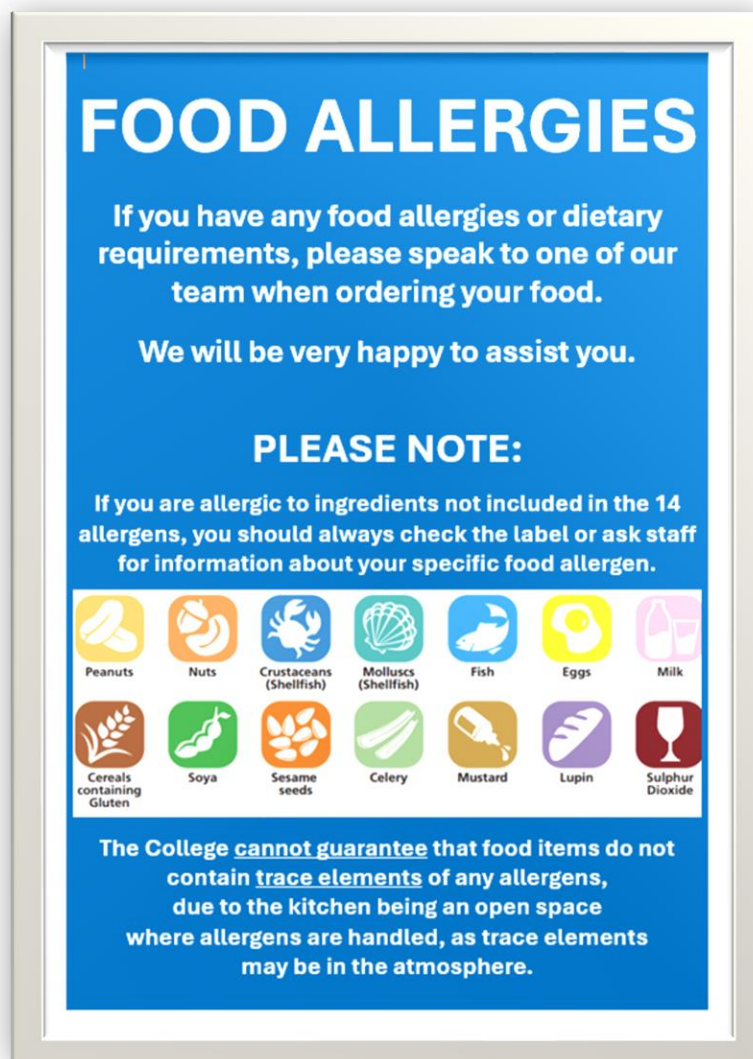 FOOD ALLERGIES
If you have any food allergies or dietary
requirements, please speak to one of our
team when ordering your food.
We will be very happy to assist you.
PLEASE NOTE:
If you are allergic to ingredients not included in the 14
allergens, you should always check the label or ask staff
for information about your specific food allergen.
Peanuts
Nuts
Crustaceans
(Shellfish)
Molluscs
(Shellfish)
Fish
Eggs
Milk
Cereals
containing
Gluten
Soya
Sesame
seeds
Celery
Mustard
Lupin
Sulphur
Dioxide
The College cannot guarantee that food items do not
contain trace elements of any allergens,
due to the kitchen being an open space
where allergens are handled, as trace elements
may be in the atmosphere.